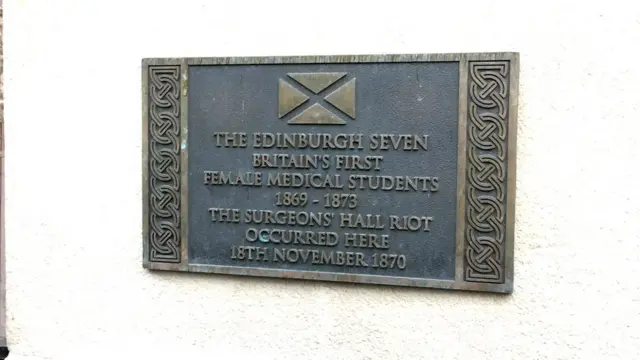 THE EDINBURGH SEVEN
BRITAIN'S FIRST
FEMALE MEDICAL STUDENTS
1869 - 1873
THE SURGEONS' HALL RIOT
OCCURRED HERE
18TH NOVEMBER 1870